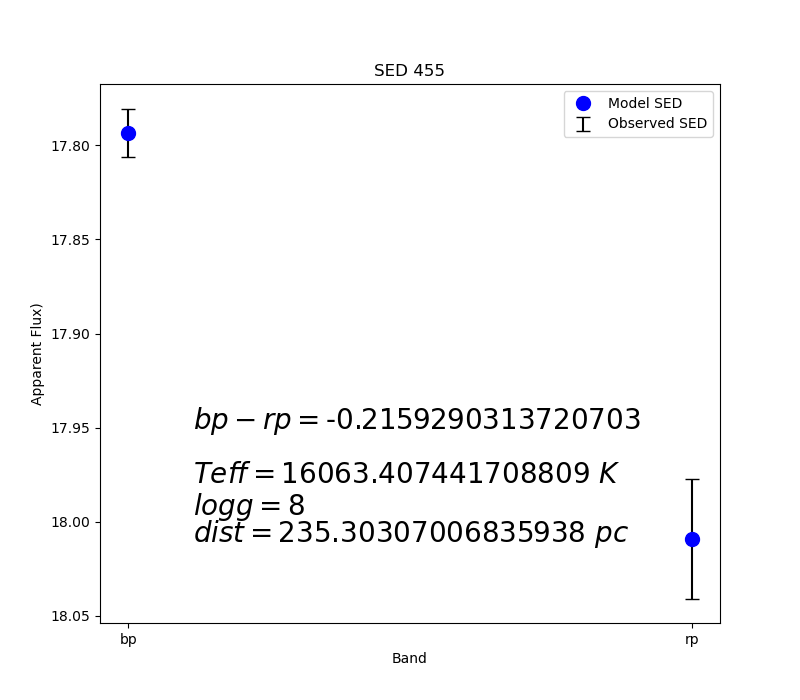 SED 455
Model SED
Observed SED
17.80
17.85
17.90
17.95
18.00
18.05
Apparent Flux)
bp − rp = -0.2159290313720703
Teff = 16063.407441708809 K
logg = 8
dist = 235.30307006835938 pc
bp
rp
Band